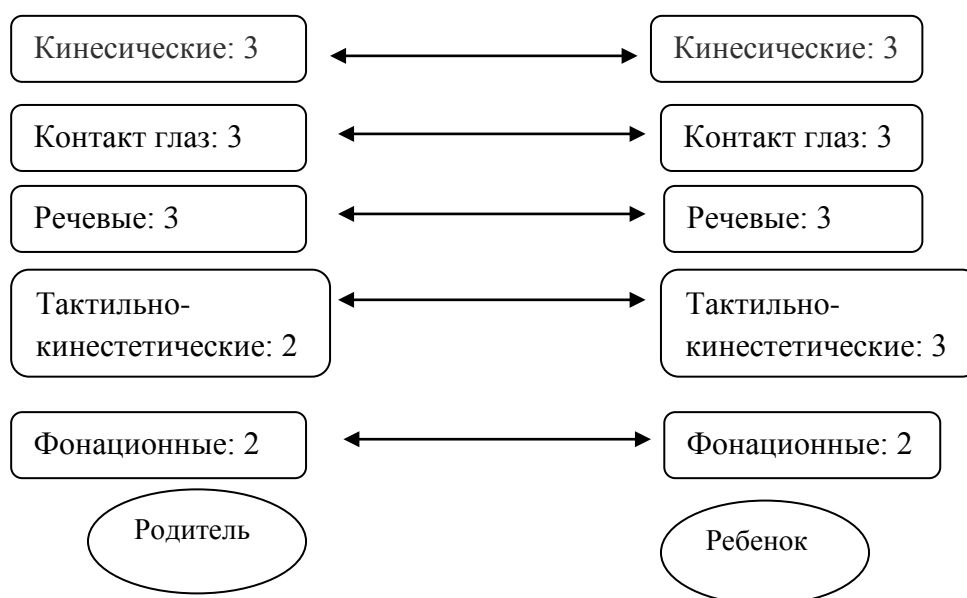 Кинесические: 3
Кинесические: 3
Контакт глаз: 3
Контакт глаз: 3
Речевые: 3
Речевые: 3
Тактильно-
кинестетические: 2
Тактильно-
кинестетические: 3
Фонационные: 2
Фонационные: 2
Родитель
Ребенок